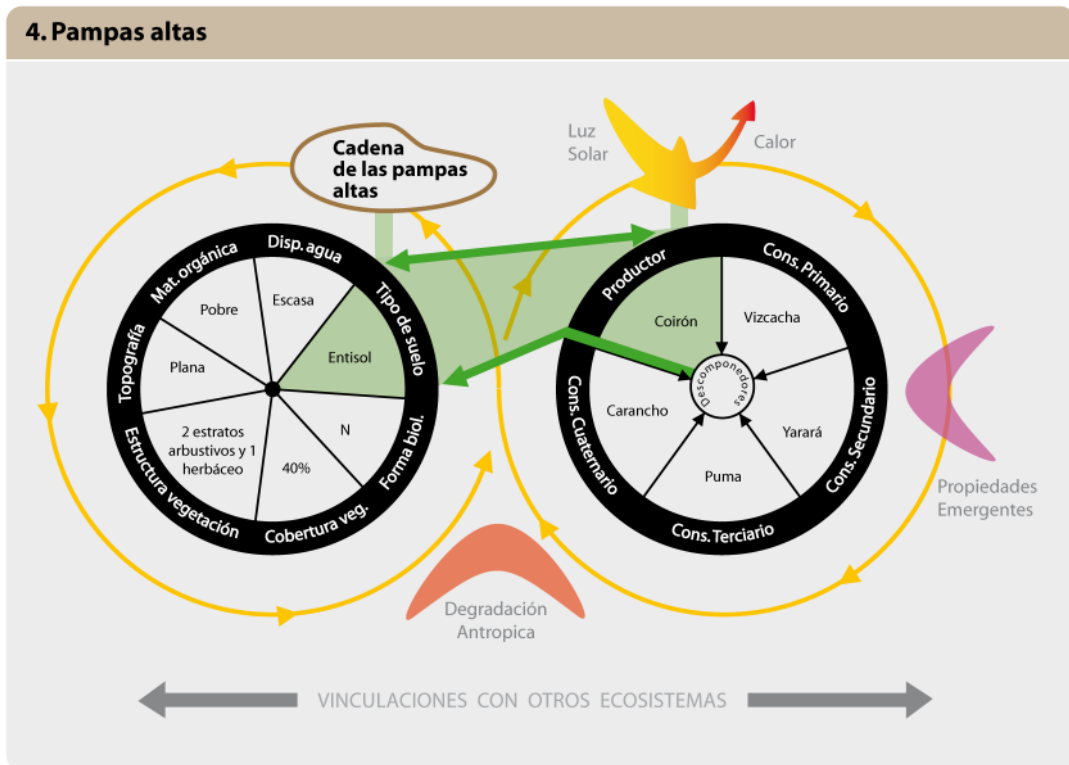 4. Pampas altas
Cadena
de las pampas
altas
Luz
Solar
Calor
Mat. orgánica
Disp. agua
Tipo de suelo
Forma biol.
Cobertura veg.
Estructura vegetación
Topografía
Pobre
Escasa
Entisol
N
40%
2 estratos
arbustivos y 1
herbáceo
Plana
Productor
Cons. Primario
Cons. Secundario
Cons. Terciario
Cons. Cuaternario
Coirón
Vizcacha
Yarará
Puma
Carancho
Descomponedores
Propiedades
Emergentes
Degradación
Antropica
VINCULACIONES CON OTROS ECOSISTEMAS